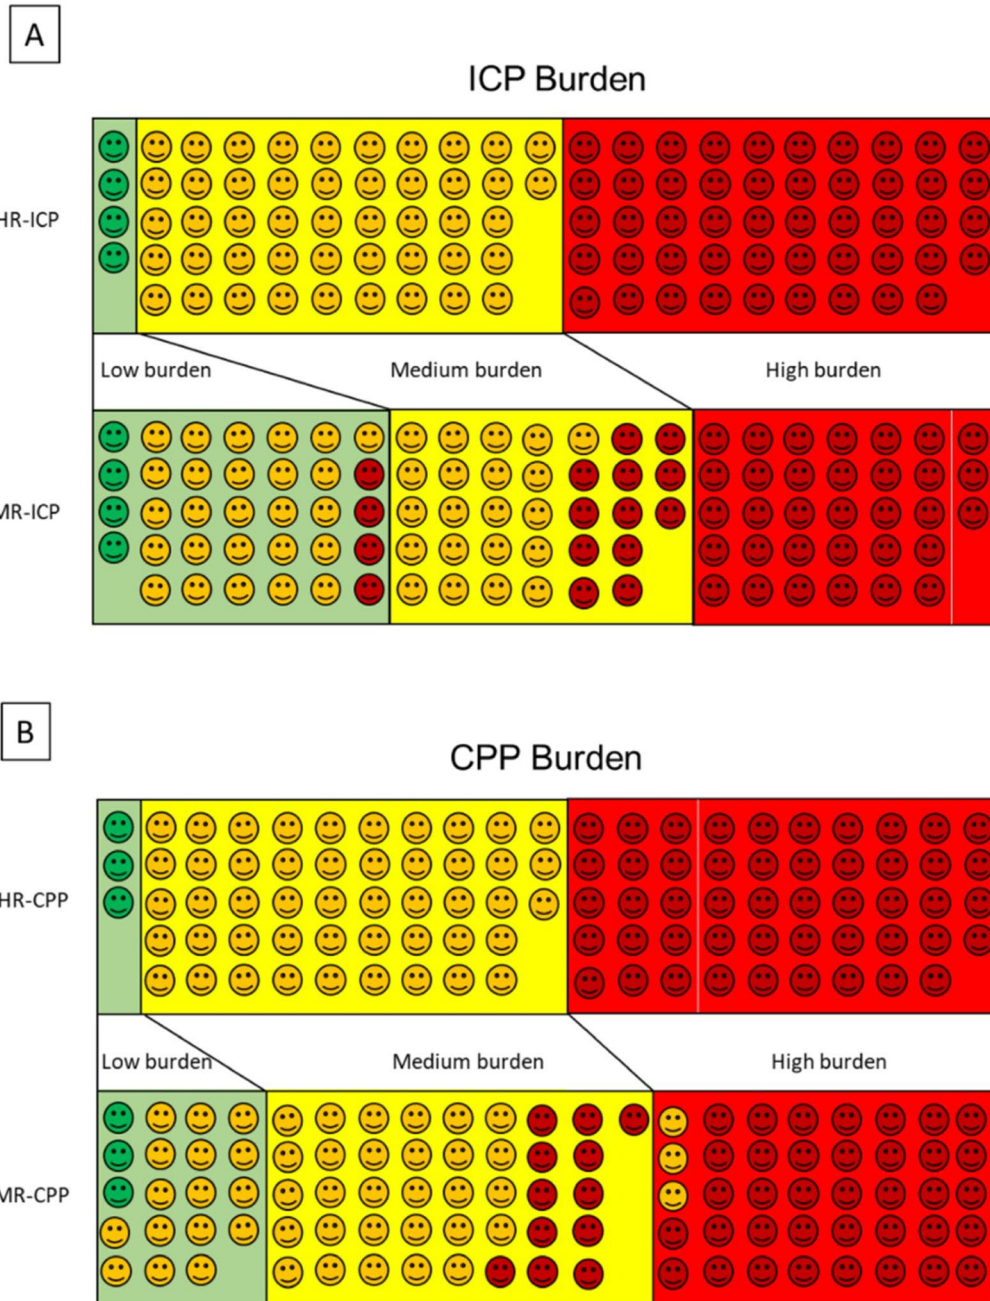 A
ICP Burden
HR-ICP
Low burden
Medium burden
High burden
MR-ICP
B
CPP Burden
HR-CPP
Low burden
Medium burden
High burden
MR-CPP